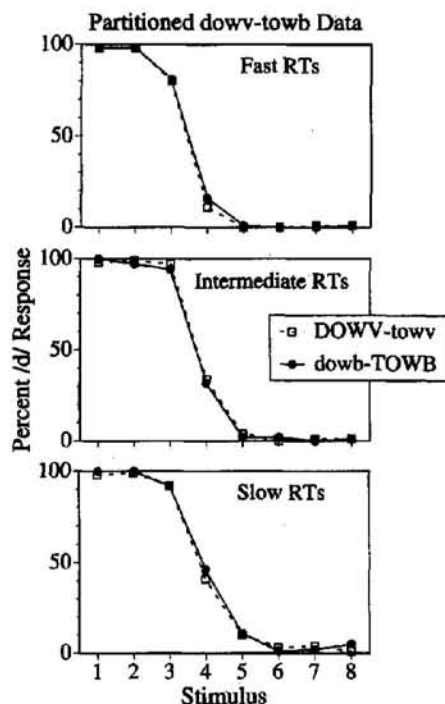 Partitioned dowv-towb Data
Fast RTs
100
50
0
Intermediate RTs
100
50
0
DOWV-towv
dowb-TOWB
Slow RTs
100
50
0
Percent /d/ Response
1 2 3 4 5 6 7 8
Stimulus